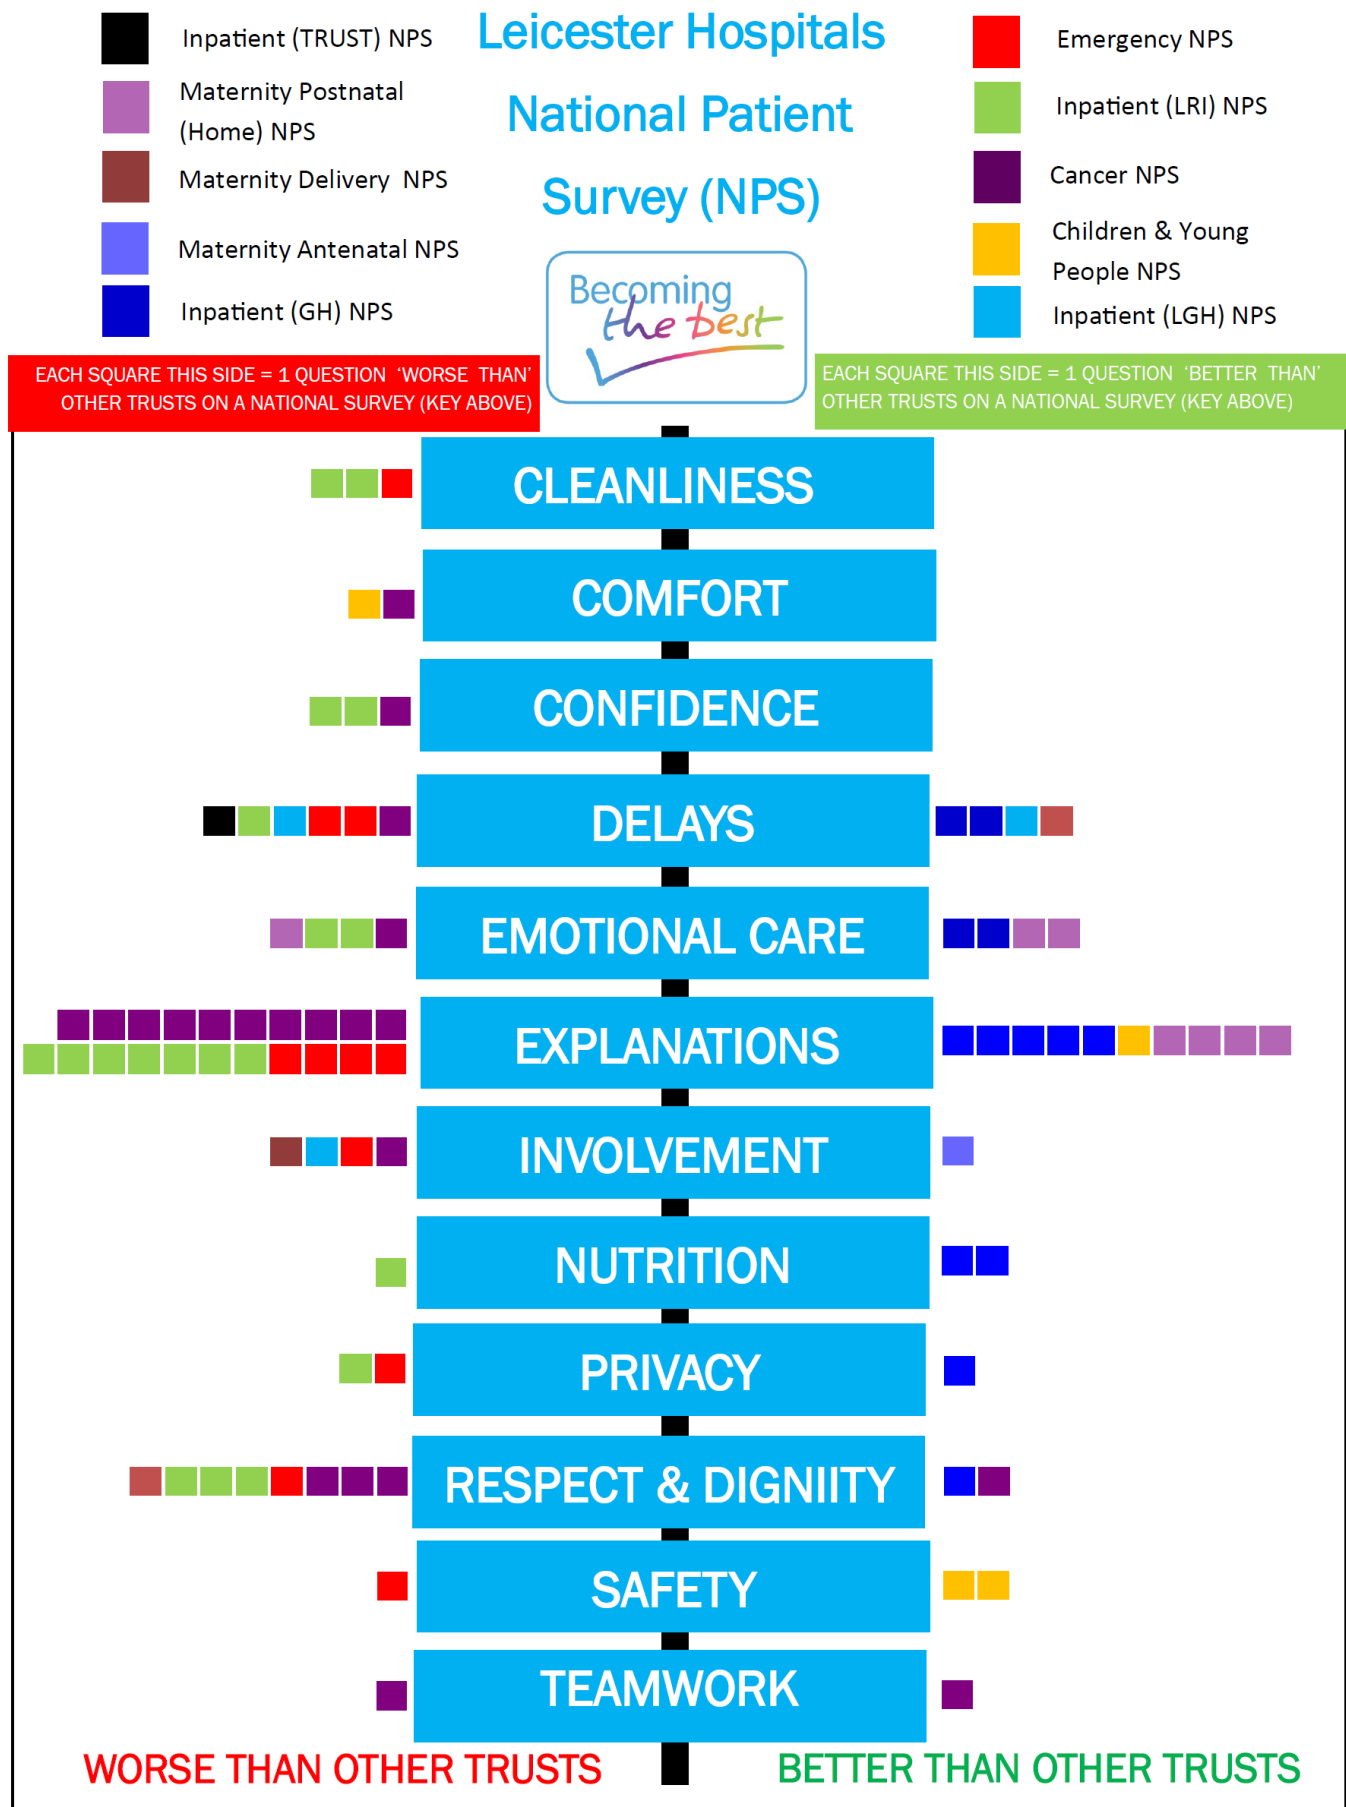 Leicester Hospitals
National Patient
Survey (NPS)
Inpatient (TRUST) NPS
Maternity Postnatal
(Home) NPS
Maternity Delivery  NPS
Maternity Antenatal NPS
Inpatient (GH) NPS
Emergency NPS
Inpatient (LRI) NPS
Cancer NPS
Children & Young
People NPS
Inpatient (LGH) NPS
Becoming
the best
EACH SQUARE THIS SIDE = 1 QUESTION  ‘WORSE  THAN’
OTHER TRUSTS ON A NATIONAL SURVEY (KEY ABOVE)
EACH SQUARE THIS SIDE = 1 QUESTION  ‘BETTER  THAN’
OTHER TRUSTS ON A NATIONAL SURVEY (KEY ABOVE)
CLEANLINESS
COMFORT
CONFIDENCE
DELAYS
EMOTIONAL CARE
EXPLANATIONS
INVOLVEMENT
NUTRITION
PRIVACY
RESPECT & DIGNIITY
SAFETY
TEAMWORK
WORSE THAN OTHER TRUSTS
BETTER THAN OTHER TRUSTS